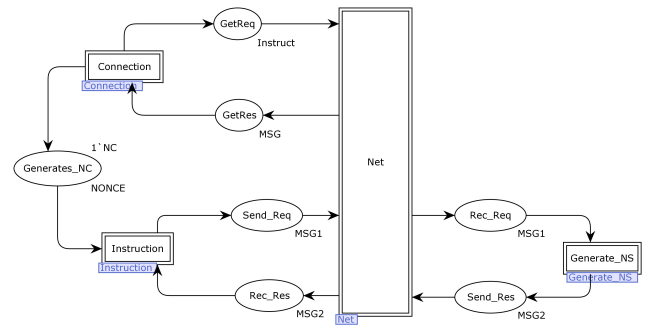 GetReq
Instruct
Connection
Connection
GetRes
MSG
1`NC
Generates_NC
NONCE
Net
Send_Req
MSG1
Rec_Req
MSG1
Instruction
Instruction
Generate_NS
Generate_NS
Rec_Res
MSG2
Send_Res
MSG2
Net